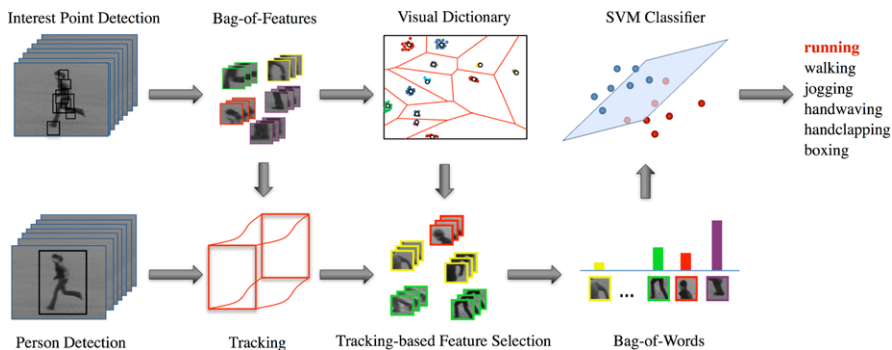 Interest Point Detection
Bag-of-Features
Visual Dictionary
SVM Classifier
running
walking
jogging
handwaving
handclapping
boxing
...
Person Detection
Tracking
Tracking-based Feature Selection
Bag-of-Words